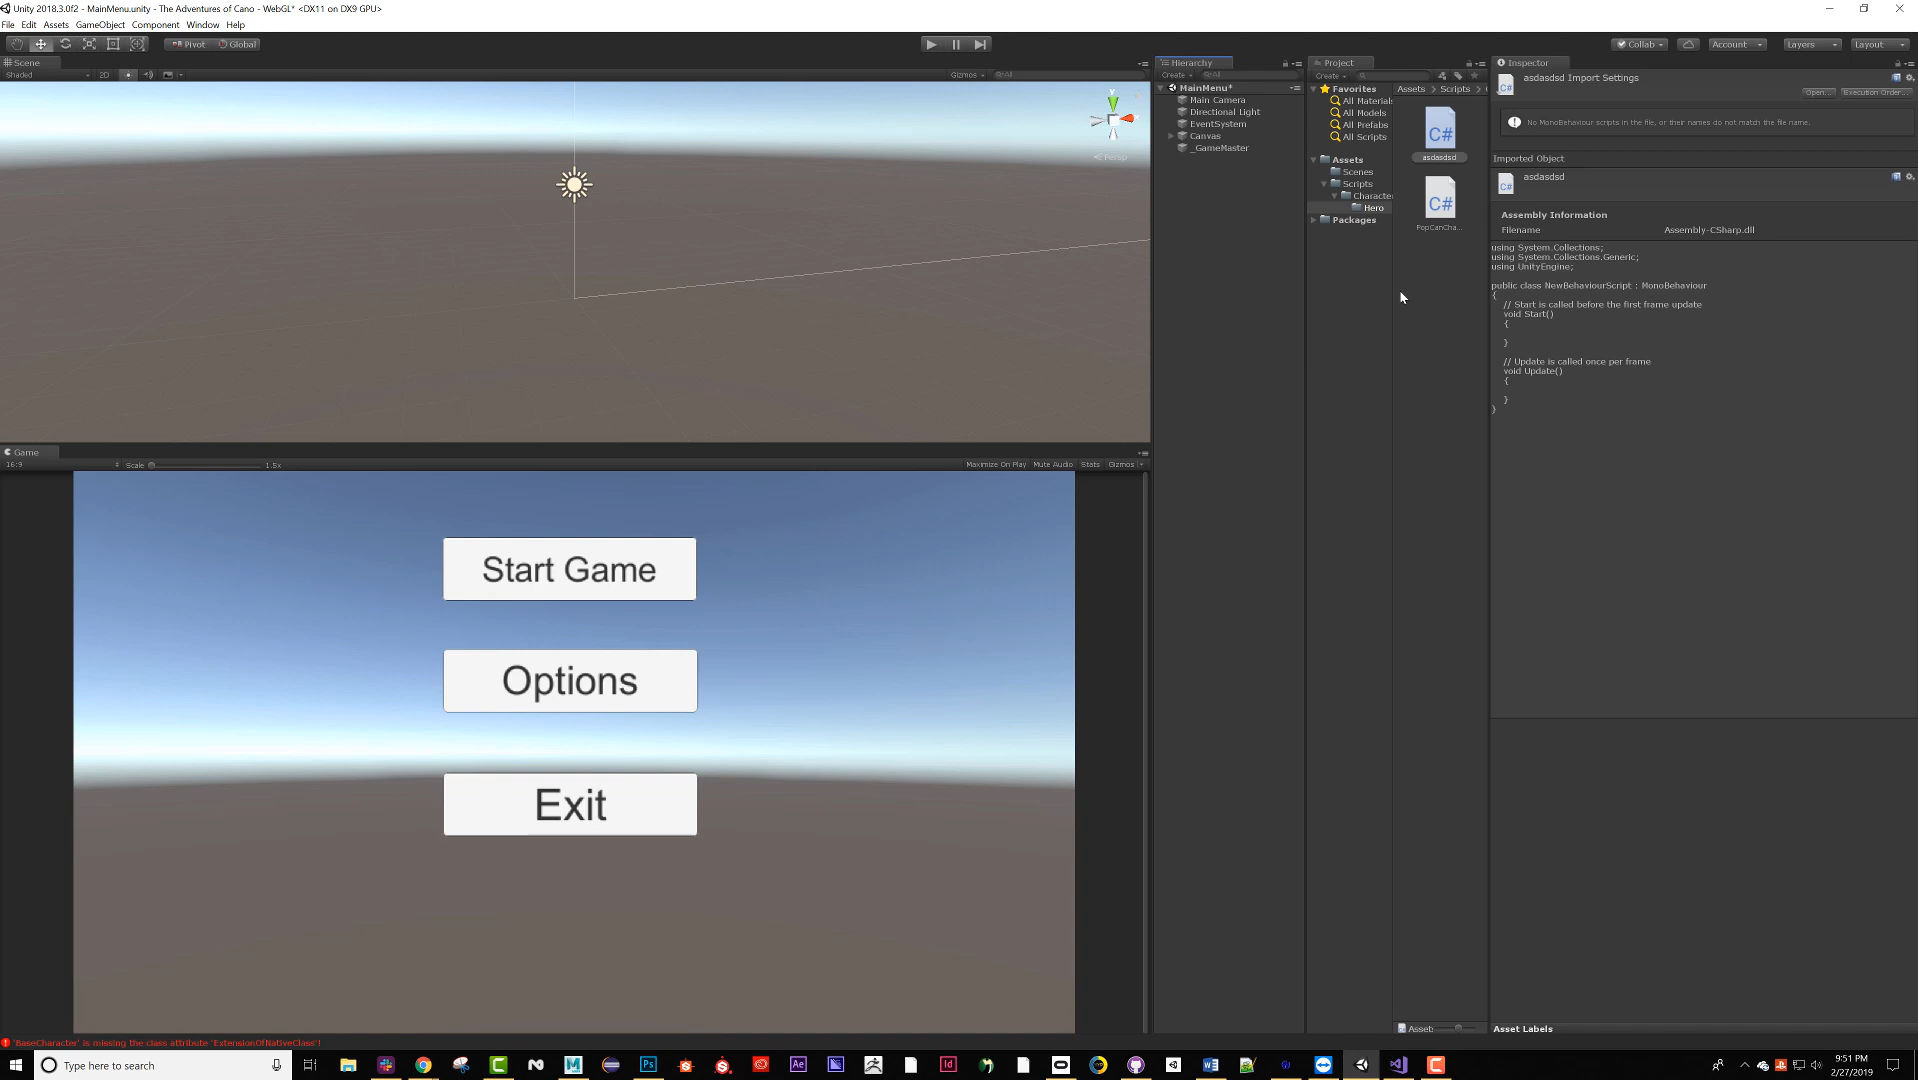 Unity 2018.3.0f2 - MainMenu.unity - The Adventures of Cano - WebGL* <DX11 on DX9 GPU>
File Edit Assets GameObject Component Window Help
Pivot Global
Collab Account Layers Layout
Scene
Shaded 2D Gizmos All
y
Persp
Hierarchy
Create All
MainMenu*
Main Camera
Directional Light
EventSystem
Canvas
_GameMaster
Project
Create
Favorites
All Materials
All Models
All Prefabs
All Scripts
Assets
Scenes
Scripts
Character
Hero
Packages
Assets > Scripts >
C#
asdasdsd
C#
PopCanCha...
Asset
Inspector
asdasdsd Import Settings
Open... Execution Order...
No MonoBehaviour scripts in the file, or their names do not match the file name.
Imported Object
asdasdsd
Assembly Information
Filename Assembly-CSharp.dll
using System.Collections;
using System.Collections.Generic;
using UnityEngine;
public class NewBehaviourScript : MonoBehaviour
{
// Start is called before the first frame update
void Start()
{
}
// Update is called once per frame
void Update()
{
}
}
Asset Labels
Game
16:9 Scale 1.5x Maximize On Play Mute Audio Stats Gizmos
Start Game
Options
Exit
'BaseCharacter' is missing the class attribute 'ExtensionOfNativeClass'!
Type here to search
9:51 PM
2/27/2019